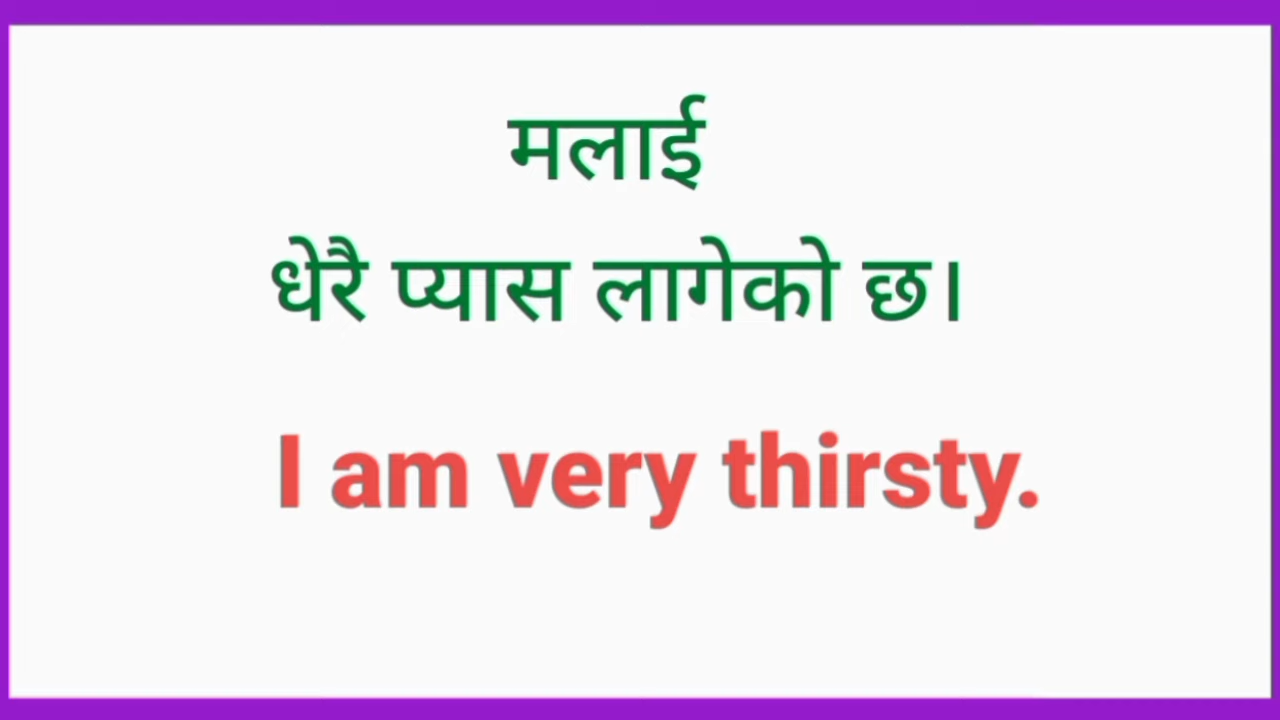 मलाई
धेरै प्यास लागेको छ।
I am very thirsty.